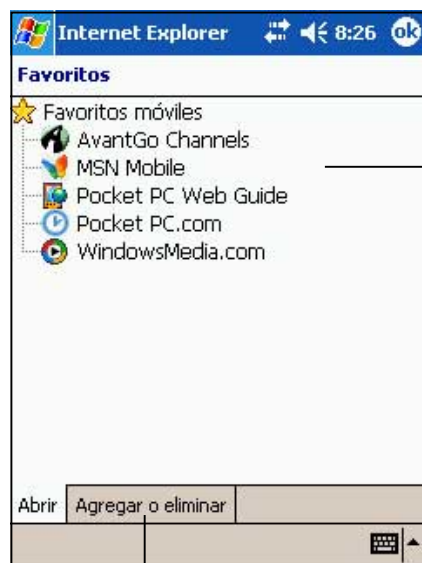 Internet Explorer 8:26 ok
Favoritos
Favoritos móviles
AvantGo Channels
MSN Mobile
Pocket PC Web Guide
Pocket PC.com
WindowsMedia.com
Abrir Agregar o eliminar